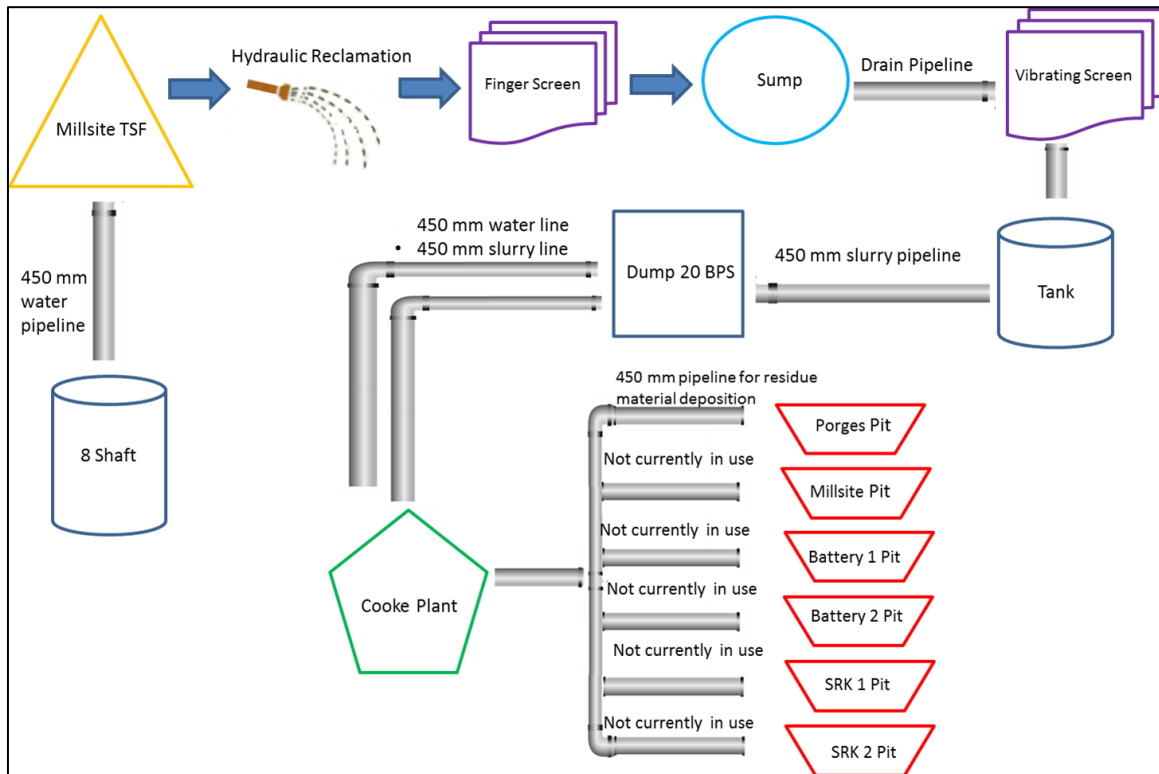 Hydraulic Reclamation
Millsite TSF
Finger Screen
Sump
Drain Pipeline
Vibrating Screen
450 mm
water
pipeline
8 Shaft
450 mm water line
• 450 mm slurry line
Dump 20 BPS
450 mm slurry pipeline
Tank
Cooke Plant
450 mm pipeline for residue
material deposition
Porges Pit
Not currently in use
Millsite Pit
Not currently in use
Battery 1 Pit
Not currently in use
Battery 2 Pit
Not currently in use
SRK 1 Pit
Not currently in use
SRK 2 Pit